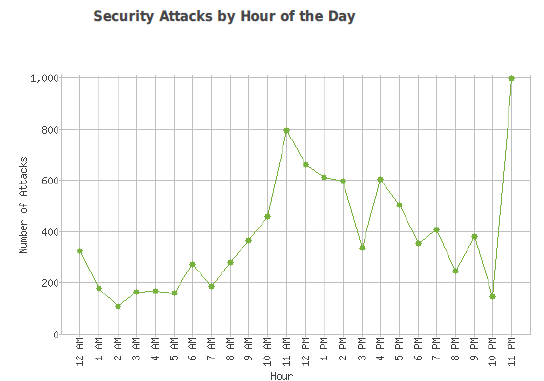 Security Attacks by Hour of the Day
1,000
800
600
400
200
0
Number of Attacks
12 AM
1 AM
2 AM
3 AM
4 AM
5 AM
6 AM
7 AM
8 AM
9 AM
10 AM
11 AM
12 PM
1 PM
2 PM
3 PM
4 PM
5 PM
6 PM
7 PM
8 PM
9 PM
10 PM
11 PM
Hour